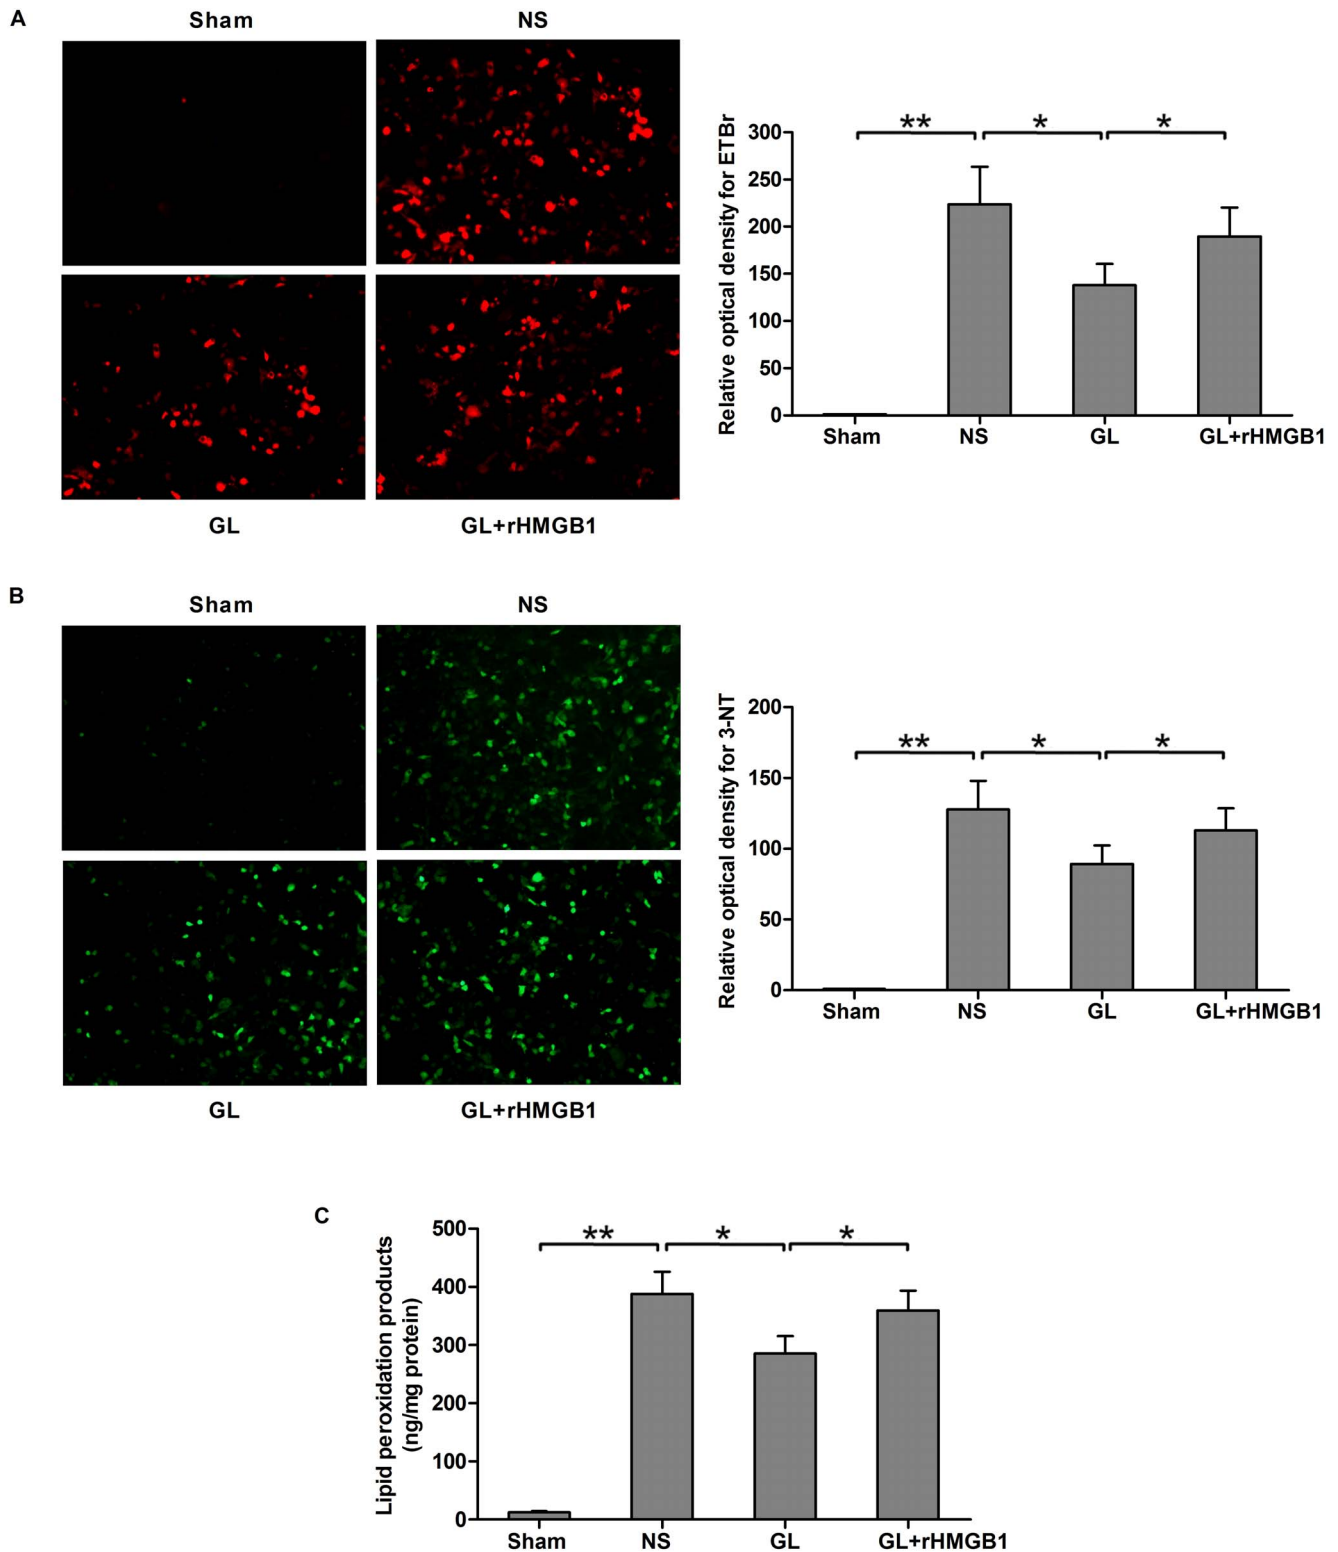 A
Sham
NS
GL
GL+rHMGB1
Relative optical density for ETBr
300
250
200
150
100
50
0
**
*
*
Sham
NS
GL
GL+rHMGB1
B
Sham
NS
GL
GL+rHMGB1
Relative optical density for 3-NT
200
150
100
50
0
**
*
*
Sham
NS
GL
GL+rHMGB1
C
Lipid peroxidation products
(ng/mg protein)
500
400
300
200
100
0
**
*
*
Sham
NS
GL
GL+rHMGB1